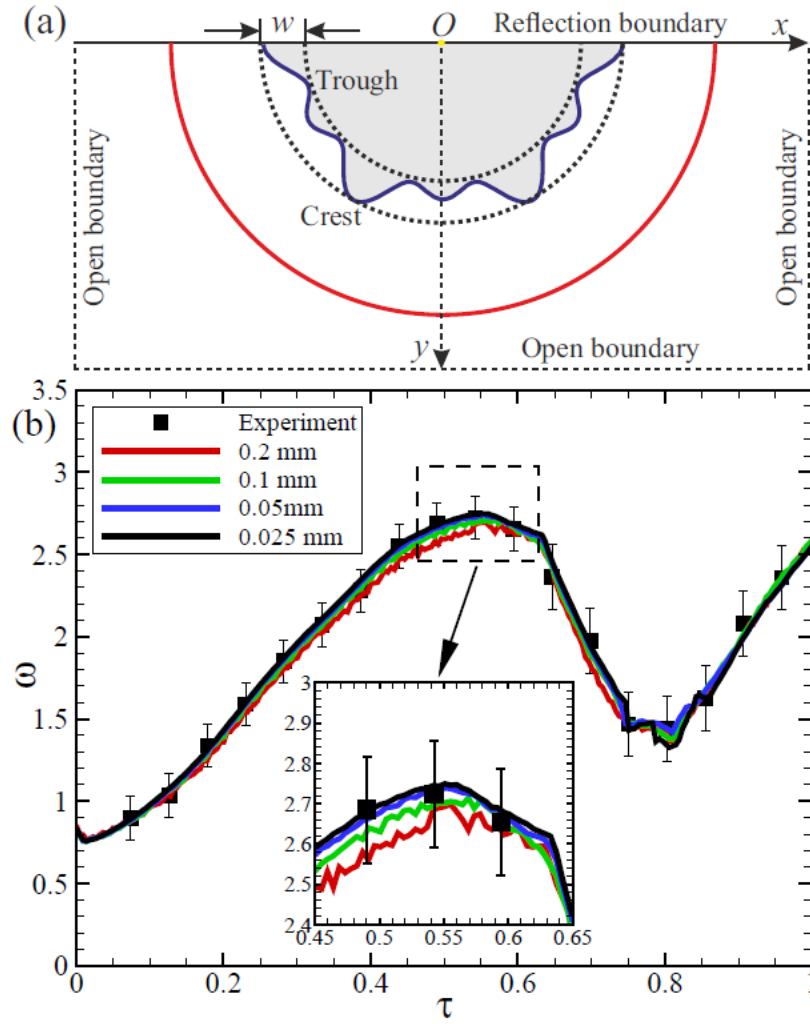 (a)
w
O
Reflection boundary
x
Trough
Crest
Open boundary
Open boundary
y
Open boundary
(b)
3.5
3
2.5
2
1.5
1
0.5
0
ω
Experiment
0.2 mm
0.1 mm
0.05mm
0.025 mm
3
2.9
2.8
2.7
2.6
2.5
2.4
0.45 0.5 0.55 0.6 0.65
0 0.2 0.4 0.6 0.8 1
τ